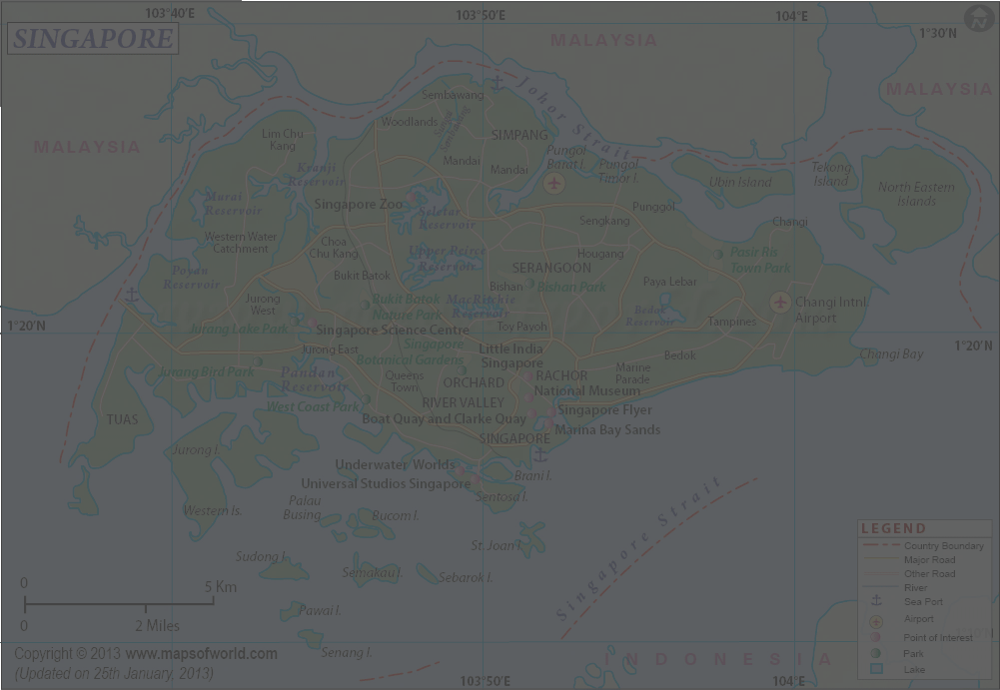 103°40'E
103°50'E
104°E
SINGAPORE
1°30'N
MALAYSIA
MALAYSIA
MALAYSIA
Johor Strait
Sembawang
Woodlands
SIMPANG
Lim Chu
Kang
Mandai
Mandai
Pungol
Barat I.
Pungol
Timor I.
Ubin Island
Tekong
Island
North Eastern
Islands
Kranji
Reservoir
Murai
Reservoir
Singapore Zoo
Seletar
Reservoir
Sengkang
Punggol
Changi
Western Water
Catchment
Choa
Chu Kang
Upper Peirce
Reservoir
Hougang
Pasir Ris
Town Park
Poyan
Reservoir
Bukit Batok
SERANGOON
Bishan
Bishan Park
Paya Lebar
Jurong
West
Bukit Batok
Nature Park
MacRitchie
Reservoir
Bedok
Reservoir
Changi Intnl.
Airport
1°20'N
Jurong Lake Park
Singapore Science Centre
Toy Payoh
Tampines
1°20'N
Jurong East
Singapore
Botanical Gardens
Little India
Singapore
Bedok
Changi Bay
Jurong Bird Park
Pandan
Reservoir
Queens
Town
ORCHARD
RACHOR
Marine
Parade
National Museum
West Coast Park
RIVER VALLEY
Singapore Flyer
TUAS
Boat Quay and Clarke Quay
Marina Bay Sands
SINGAPORE
Jurong I.
Underwater Worlds
Brani I.
Universal Studios Singapore
Sentosa I.
Western Is.
Palau
Busing
Bucom I.
St. Joan I.
Singapore Strait
Sudong I.
Semakau I.
Sebarok I.
Pawai I.
Senang I.
0
5 Km
0
2 Miles
LEGEND
Country Boundary
Major Road
Other Road
River
Sea Port
Airport
Point of Interest
Park
Lake
INDONESIA
Copyright © 2013 www.mapsofworld.com
(Updated on 25th January, 2013)
103°50'E
104°E